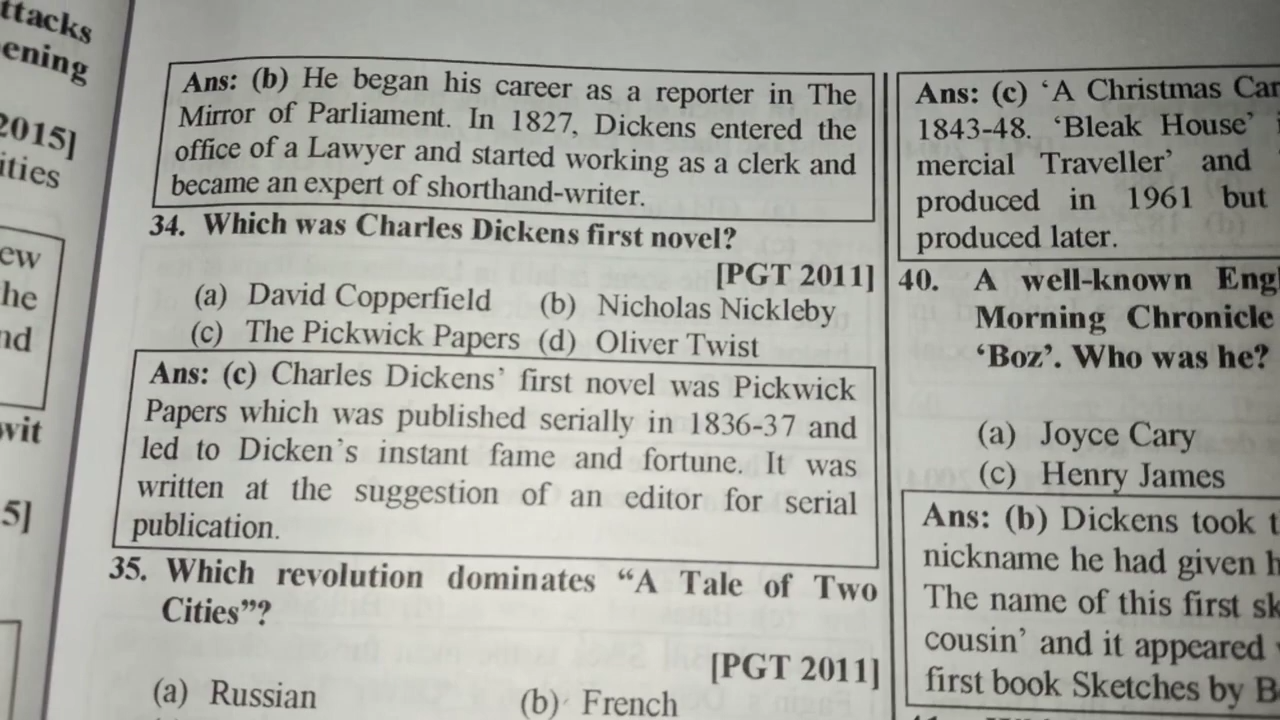 ttacks
ening
2015]
ities
ew
he
nd
wit
5]
Ans: (b) He began his career as a reporter in The
Mirror of Parliament. In 1827, Dickens entered the
office of a Lawyer and started working as a clerk and
became an expert of shorthand-writer.
34. Which was Charles Dickens first novel?
[PGT 2011]
(a) David Copperfield (b) Nicholas Nickleby
(c) The Pickwick Papers (d) Oliver Twist
Ans: (c) Charles Dickens' first novel was Pickwick
Papers which was published serially in 1836-37 and
led to Dicken's instant fame and fortune. It was
written at the suggestion of an editor for serial
publication.
35. Which revolution dominates “A Tale of Two
Cities”?
[PGT 2011]
(a) Russian (b) French
Ans: (c) ‘A Christmas Car
1843-48. ‘Bleak House’
mercial Traveller’ and
produced in 1961 but
produced later.
40. A well-known Engl
Morning Chronicle
‘Boz’. Who was he?
(a) Joyce Cary
(c) Henry James
Ans: (b) Dickens took t
nickname he had given h
The name of this first sk
cousin’ and it appeared
first book Sketches by B